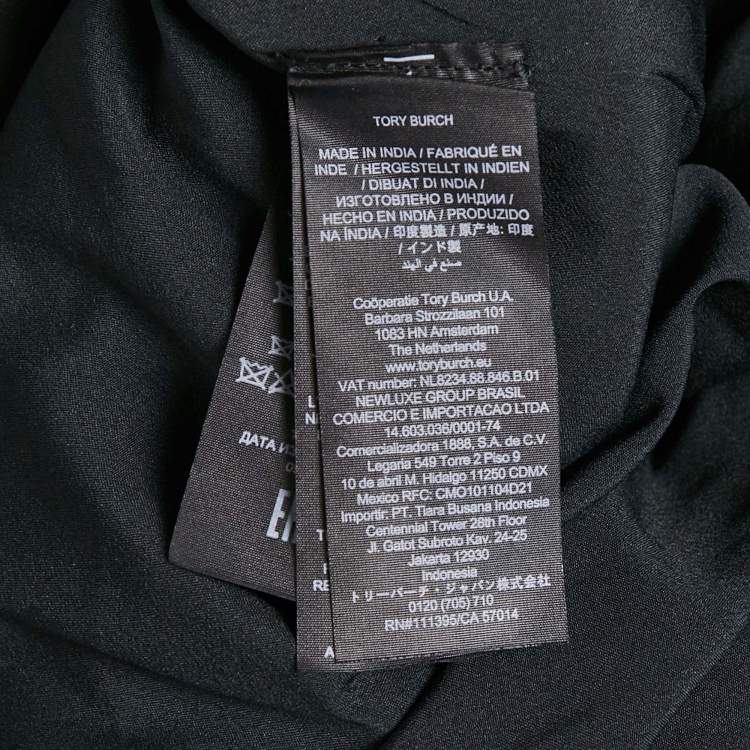 TORY BURCH
MADE IN INDIA / FABRIQUÉ EN
INDE / HERGESTELLT IN INDIEN
/ DIBUAT DI INDIA /
ИЗГОТОВЛЕНО В ИНДИИ /
HECHO EN INDIA / PRODUZIDO
NA ÍNDIA / 印度製造 / 原产地: 印度
/ インド製
صنع في الهند
Coöperatie Tory Burch U.A.
Barbara Strozzilaan 101
1083 HN Amsterdam
The Netherlands
www.toryburch.eu
VAT number: NL8234.88.846.B.01
NEWLUXE GROUP BRASIL
COMERCIO E IMPORTACAO LTDA
14.603.036/0001-74
Comercializadora 1888, S.A. de C.V.
Legaria 549 Torre 2 Piso 9
10 de abril M. Hidalgo 11250 CDMX
Mexico RFC: CMO101104D21
Importir: PT. Tiara Busana Indonesia
Centennial Tower 28th Floor
Jl. Gatot Subroto Kav. 24-25
Jakarta 12930
Indonesia
トリーバーチ・ジャパン株式会社
0120 (705) 710
RN#111395/CA 57014
ДАТА